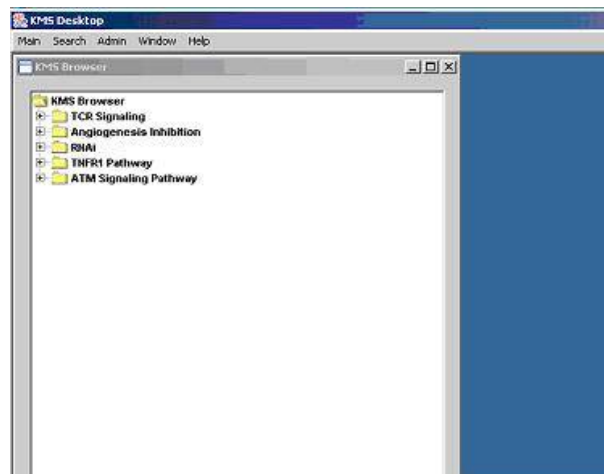 KMS Desktop
Main Search Admin Window Help
KMS Browser
KMS Browser
TCR Signaling
Angiogenesis Inhibition
RNAi
TNFR1 Pathway
ATM Signaling Pathway